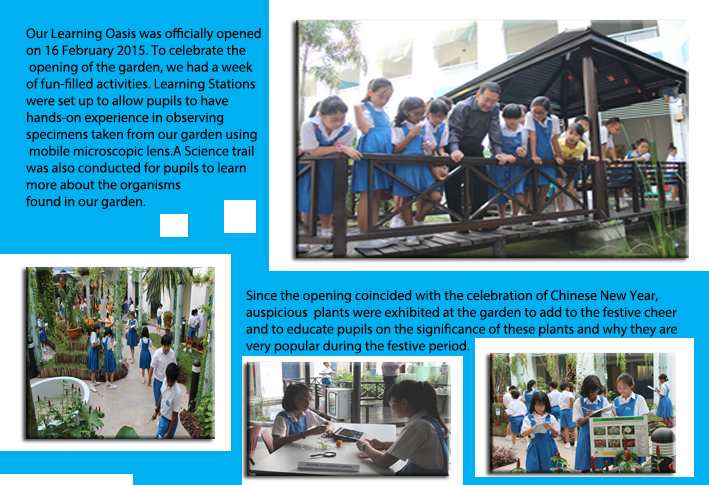 Our Learning Oasis was officially opened
on 16 February 2015. To celebrate the
opening of the garden, we had a week
of fun-filled activities. Learning Stations
were set up to allow pupils to have
hands-on experience in observing
specimens taken from our garden using
mobile microscopic lens.A Science trail
was also conducted for pupils to learn
more about the organisms
found in our garden.
Since the opening coincided with the celebration of Chinese New Year,
auspicious plants were exhibited at the garden to add to the festive cheer
and to educate pupils on the significance of these plants and why they are
very popular during the festive period.